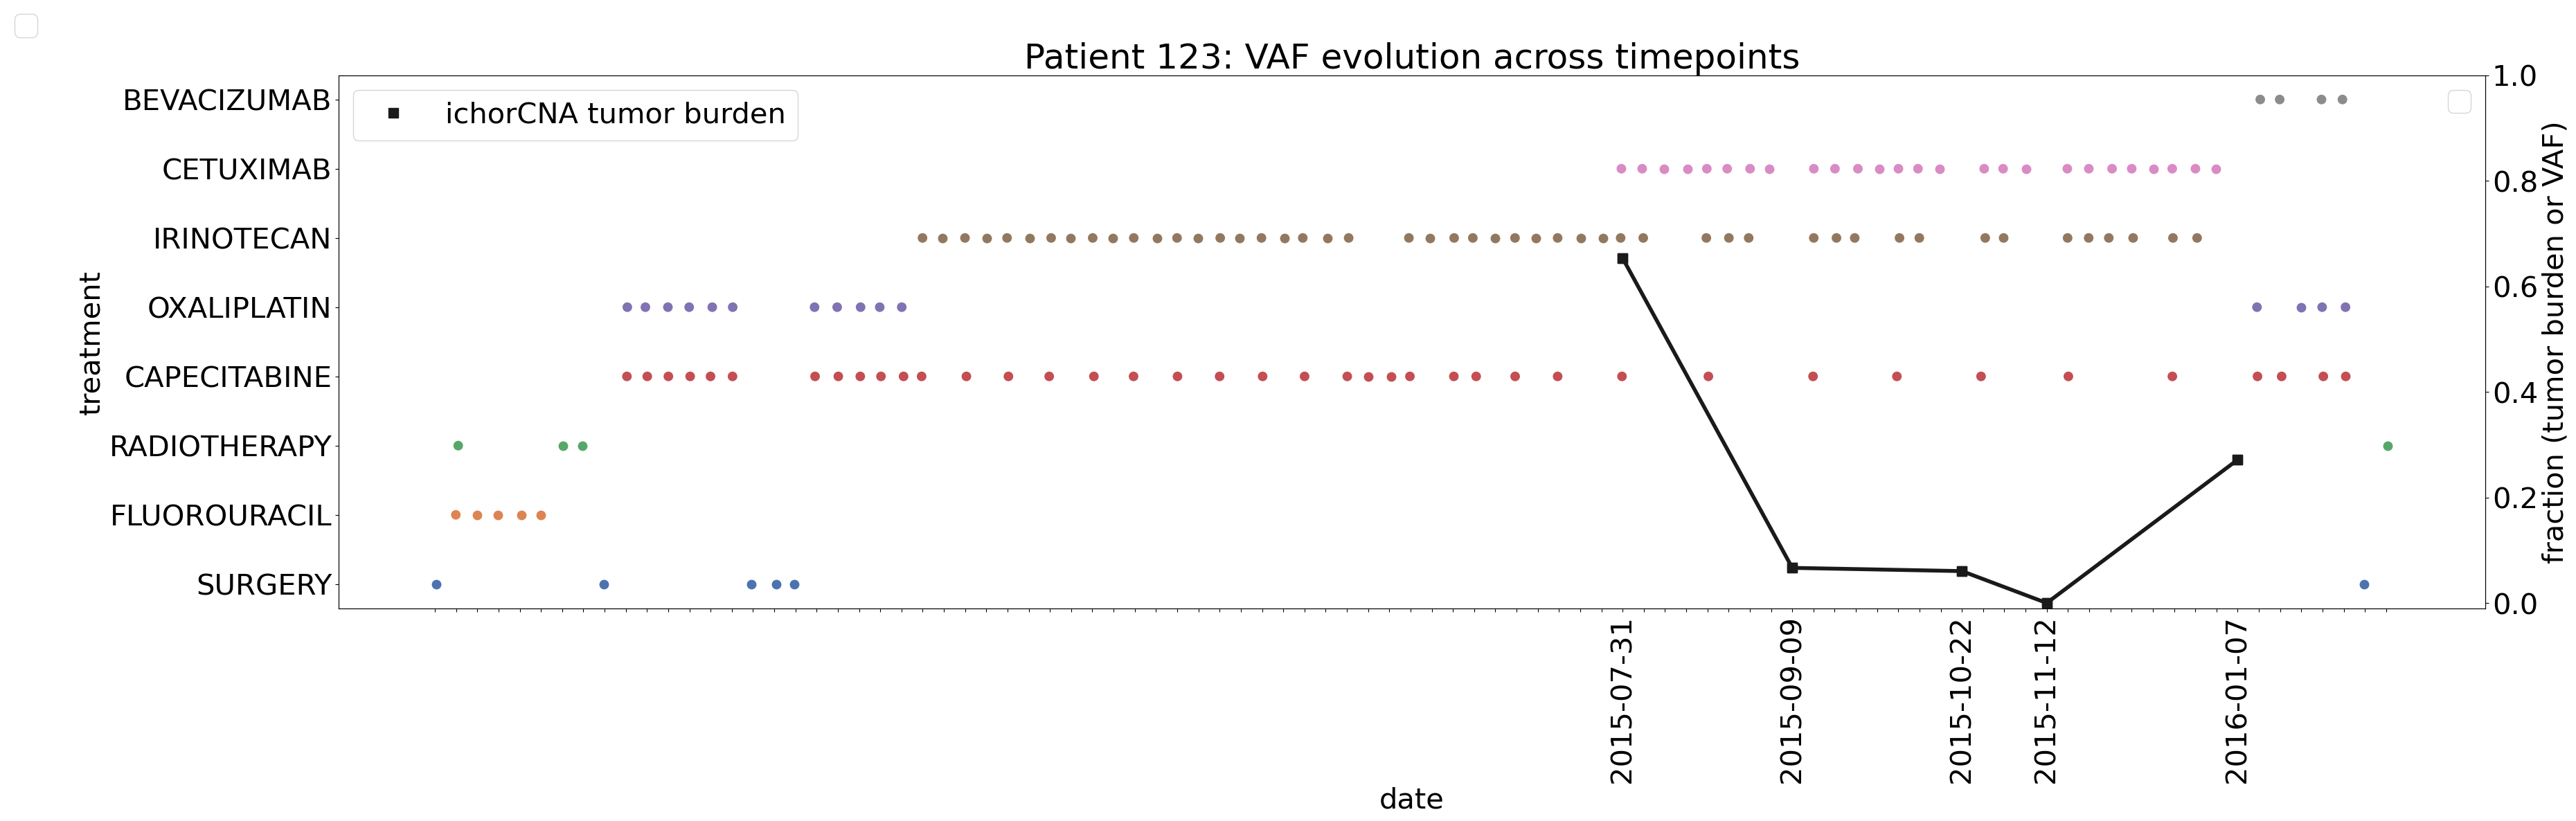 Patient 123: VAF evolution across timepoints
ichorCNA tumor burden
treatment
BEVACIZUMAB
CETUXIMAB
IRINOTECAN
OXALIPLATIN
CAPECITABINE
RADIOTHERAPY
FLUOROURACIL
SURGERY
1.0
0.8
0.6
0.4
0.2
0.0
fraction (tumor burden or VAF)
2015-07-31
2015-09-09
2015-10-22
2015-11-12
2016-01-07
date